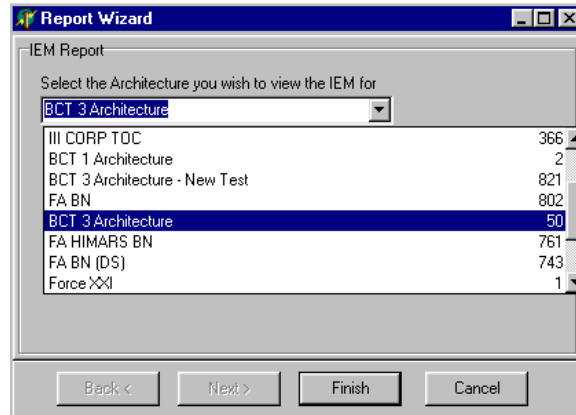 Report Wizard
IEM Report
Select the Architecture you wish to view the IEM for
BCT 3 Architecture
III CORP TOC 366
BCT 1 Architecture 2
BCT 3 Architecture - New Test 821
FA BN 802
BCT 3 Architecture 50
FA HIMARS BN 761
FA BN (DS) 743
Force XXI 1
Back < Next > Finish Cancel